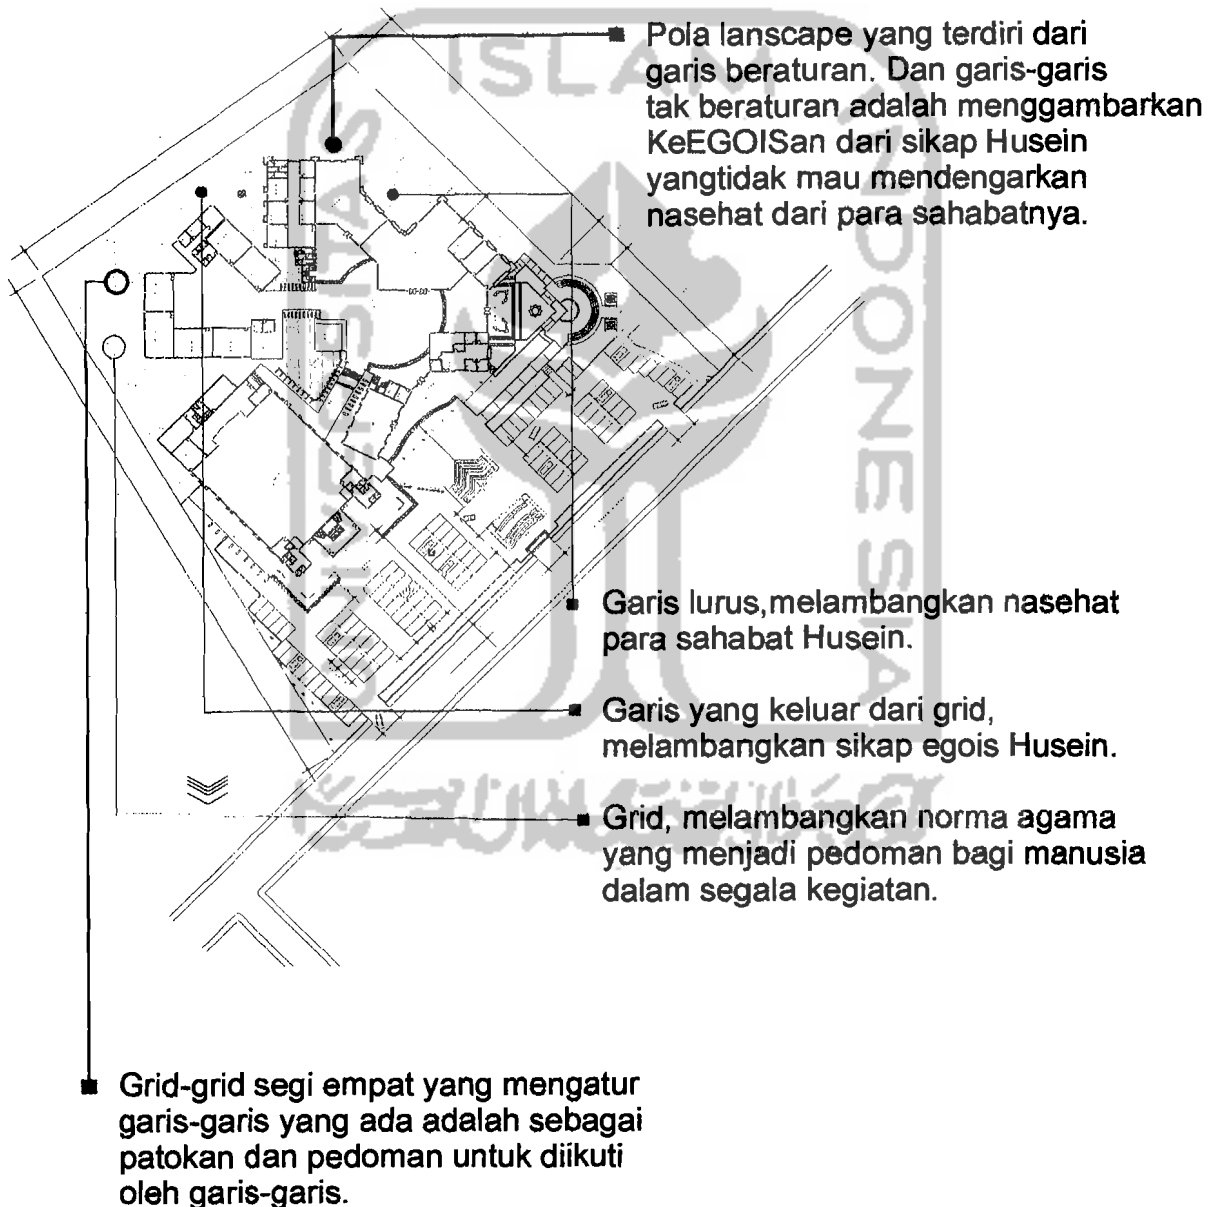 Pola lanscape yang terdiri dari
garis beraturan. Dan garis-garis
tak beraturan adalah menggambarkan
KeEGOISan dari sikap Husein
yangtidak mau mendengarkan
nasehat dari para sahabatnya.
Garis lurus,melambangkan nasehat
para sahabat Husein.
Garis yang keluar dari grid,
melambangkan sikap egois Husein.
Grid, melambangkan norma agama
yang menjadi pedoman bagi manusia
dalam segala kegiatan.
Grid-grid segi empat yang mengatur
garis-garis yang ada adalah sebagai
patokan dan pedoman untuk diikuti
oleh garis-garis.
UNIVERSITAS
ISLAM
INDONESIA